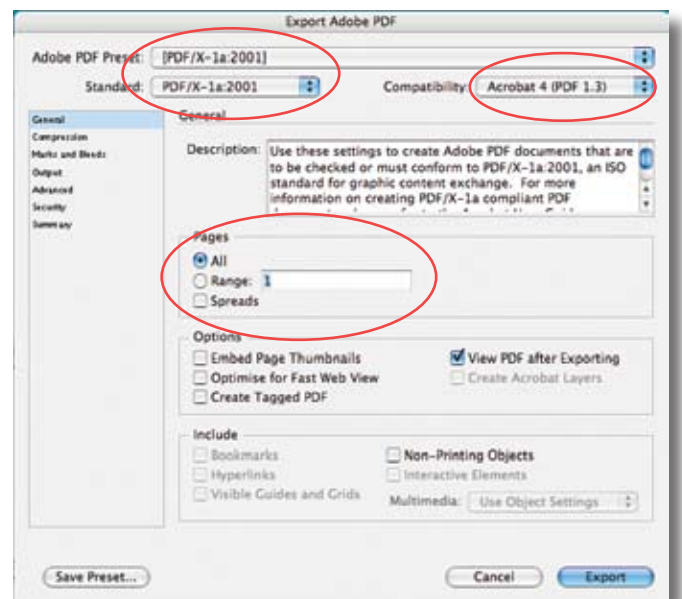 Export Adobe PDF
Adobe PDF Preset: [PDF/X-1a:2001]
Standard: PDF/X-1a:2001 Compatibility: Acrobat 4 (PDF 1.3)
General
Compression
Marks and Bleeds
Output
Advanced
Security
Summary
General
Description: Use these settings to create Adobe PDF documents that are
to be checked or must conform to PDF/X-1a:2001, an ISO
standard for graphic content exchange. For more
information on creating PDF/X-1a compliant PDF
Pages
All
Range: 1
Spreads
Options
Embed Page Thumbnails View PDF after Exporting
Optimise for Fast Web View Create Acrobat Layers
Create Tagged PDF
Include
Bookmarks Non-Printing Objects
Hyperlinks Interactive Elements
Visible Guides and Grids Multimedia: Use Object Settings
Save Preset... Cancel Export